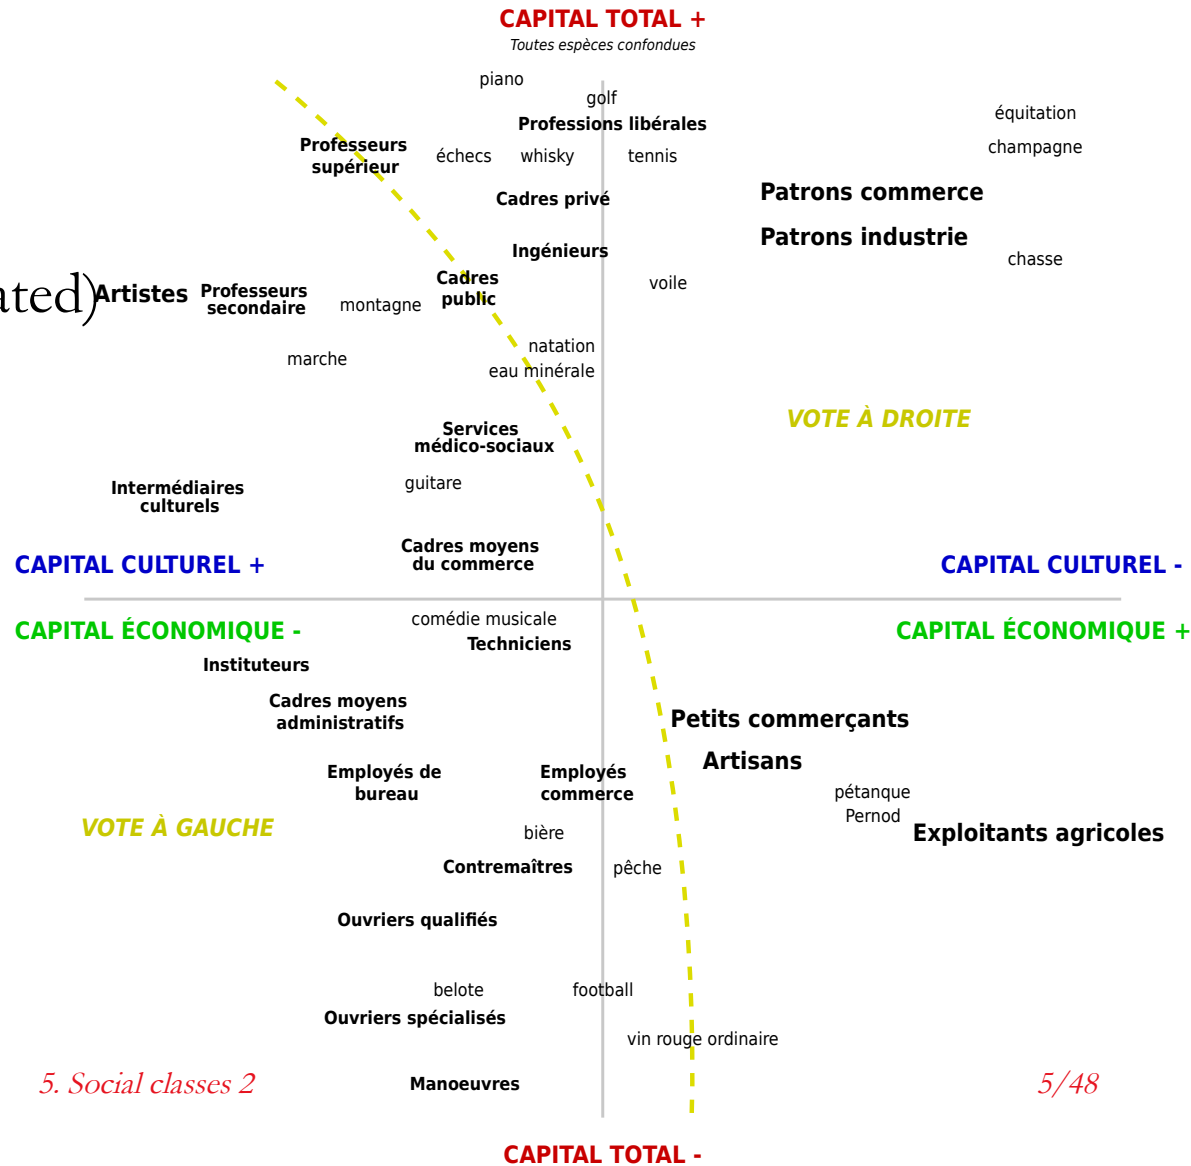 CAPITAL TOTAL +
Toutes espèces confondues
piano
golf
équitation
Professions libérales
Professeurs
supérieur
échecs
whisky
tennis
champagne
Cadres privé
Patrons commerce
Patrons industrie
Ingénieurs
chasse
ated)
Artistes
Professeurs
secondaire
montagne
Cadres
public
voile
natation
marche
eau minérale
VOTE À DROITE
Services
médico-sociaux
guitare
Intermédiaires
culturels
Cadres moyens
du commerce
CAPITAL CULTUREL +
CAPITAL CULTUREL -
CAPITAL ÉCONOMIQUE -
CAPITAL ÉCONOMIQUE +
comédie musicale
Techniciens
Instituteurs
Cadres moyens
administratifs
Petits commerçants
Artisans
Employés de
bureau
Employés
commerce
pétanque
Pernod
VOTE À GAUCHE
bière
Exploitants agricoles
Contremaîtres
pêche
Ouvriers qualifiés
belote
football
Ouvriers spécialisés
vin rouge ordinaire
5. Social classes 2
Manoeuvres
5/48
CAPITAL TOTAL -